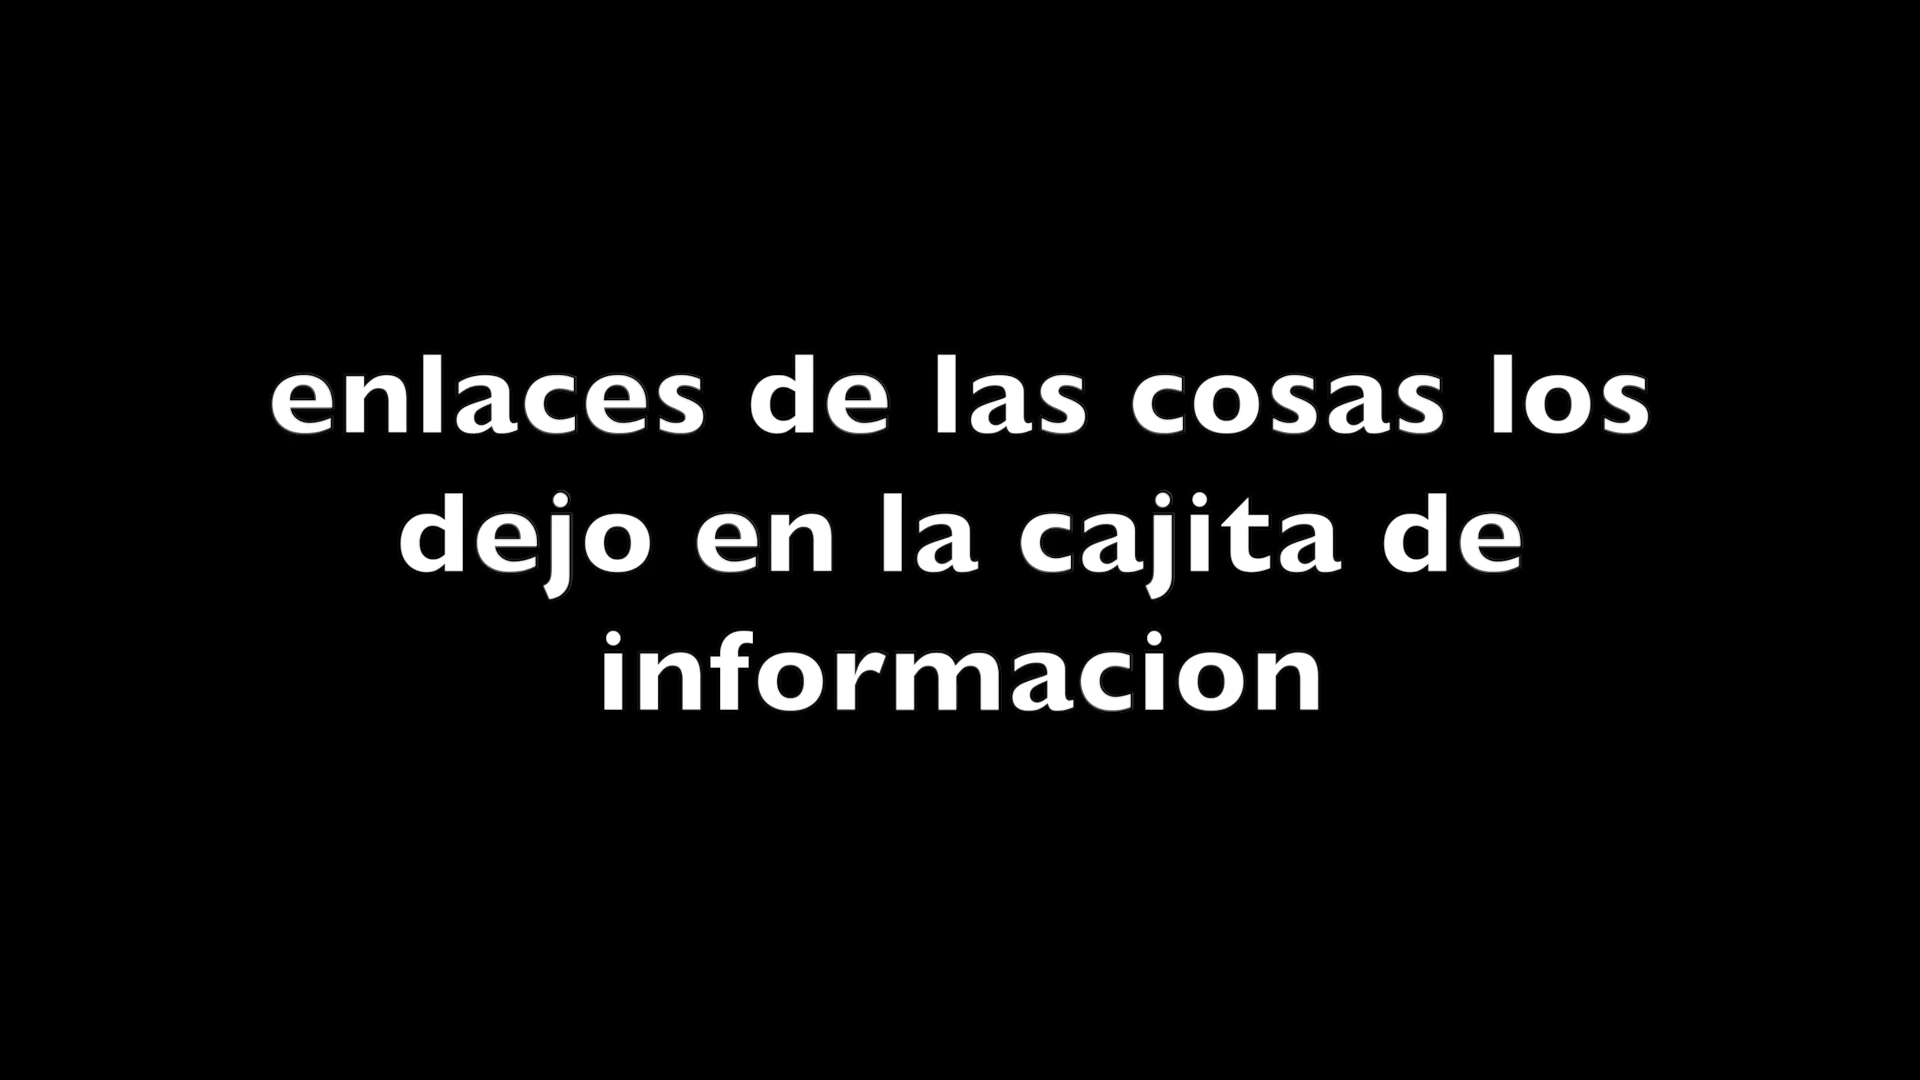 enlaces de las cosas los
dejo en la cajita de
informacion